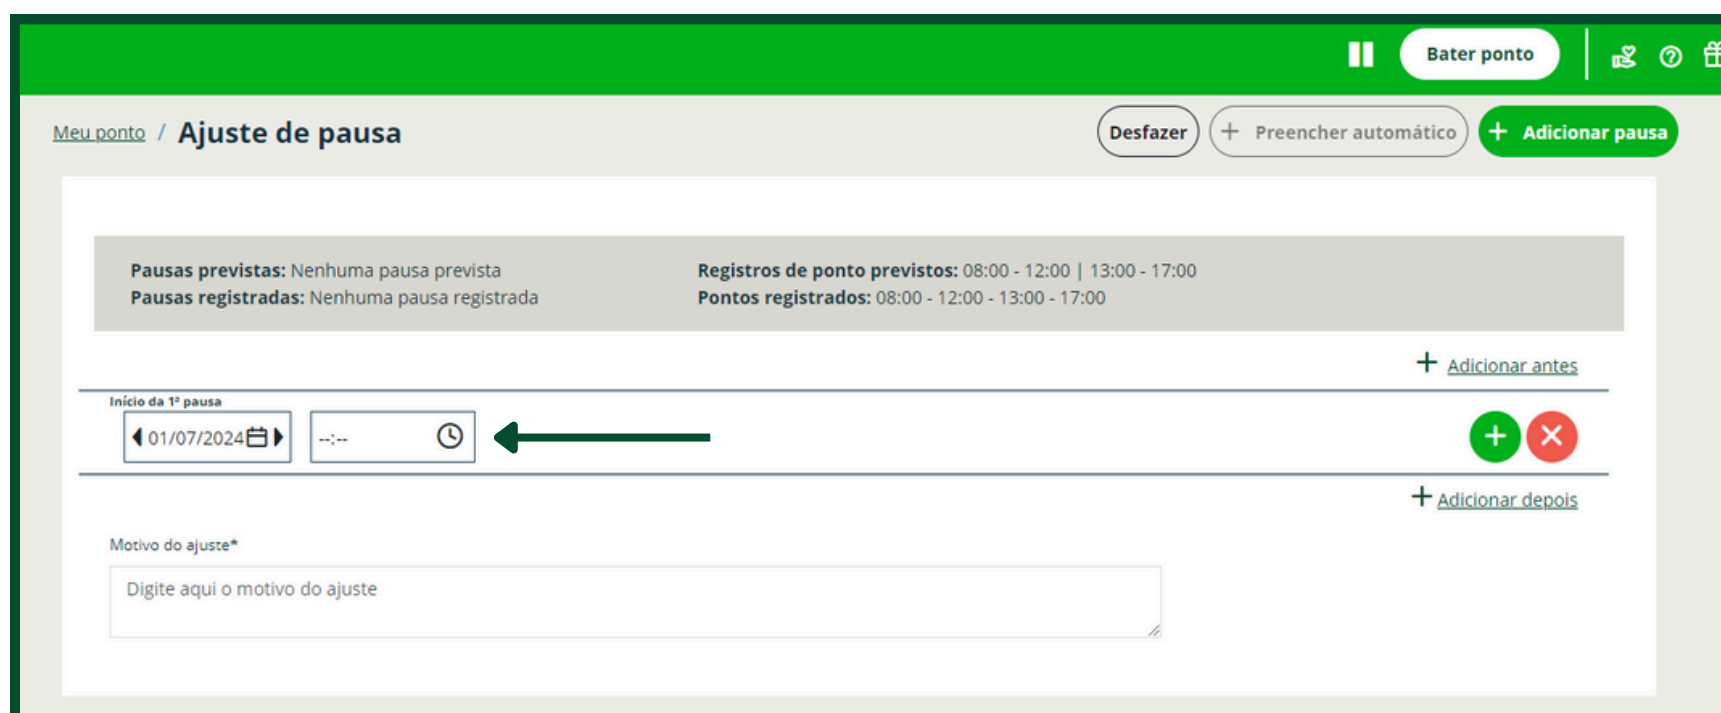 Bater ponto
Meu ponto / Ajuste de pausa
Desfazer
+ Preencher automático
+ Adicionar pausa
Pausas previstas: Nenhuma pausa prevista
Pausas registradas: Nenhuma pausa registrada
Registros de ponto previstos: 08:00 - 12:00 | 13:00 - 17:00
Pontos registrados: 08:00 - 12:00 - 13:00 - 17:00
+ Adicionar antes
Início da 1ª pausa
01/07/2024
--:--
+ Adicionar depois
Motivo do ajuste*
Digite aqui o motivo do ajuste